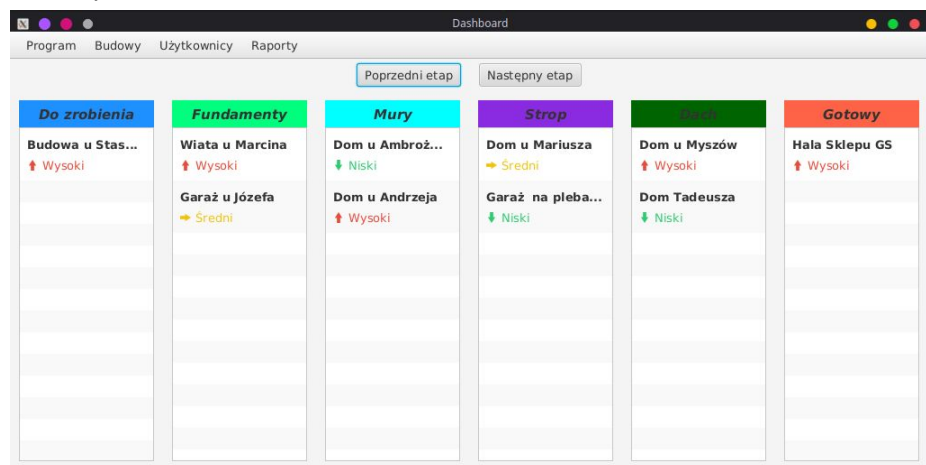 Dashboard
Program Budowy Użytkownicy Raporty
Poprzedni etap Następny etap
Do zrobienia
Budowa u Stas...
Wysoki
Fundamenty
Wiata u Marcina
Wysoki
Garaż u Józefa
Średni
Mury
Dom u Ambroż...
Niski
Dom u Andrzeja
Wysoki
Strop
Dom u Mariusza
Średni
Garaż na pleba...
Niski
Dach
Dom u Myszów
Wysoki
Dom Tadeusza
Niski
Gotowy
Hala Sklepu GS
Wysoki